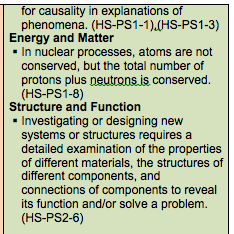 for causality in explanations of
phenomena. (HS-PS1-1),(HS-PS1-3)
Energy and Matter
▪ In nuclear processes, atoms are not
conserved, but the total number of
protons plus neutrons is conserved.
(HS-PS1-8)
Structure and Function
▪ Investigating or designing new
systems or structures requires a
detailed examination of the properties
of different materials, the structures of
different components, and
connections of components to reveal
its function and/or solve a problem.
(HS-PS2-6)